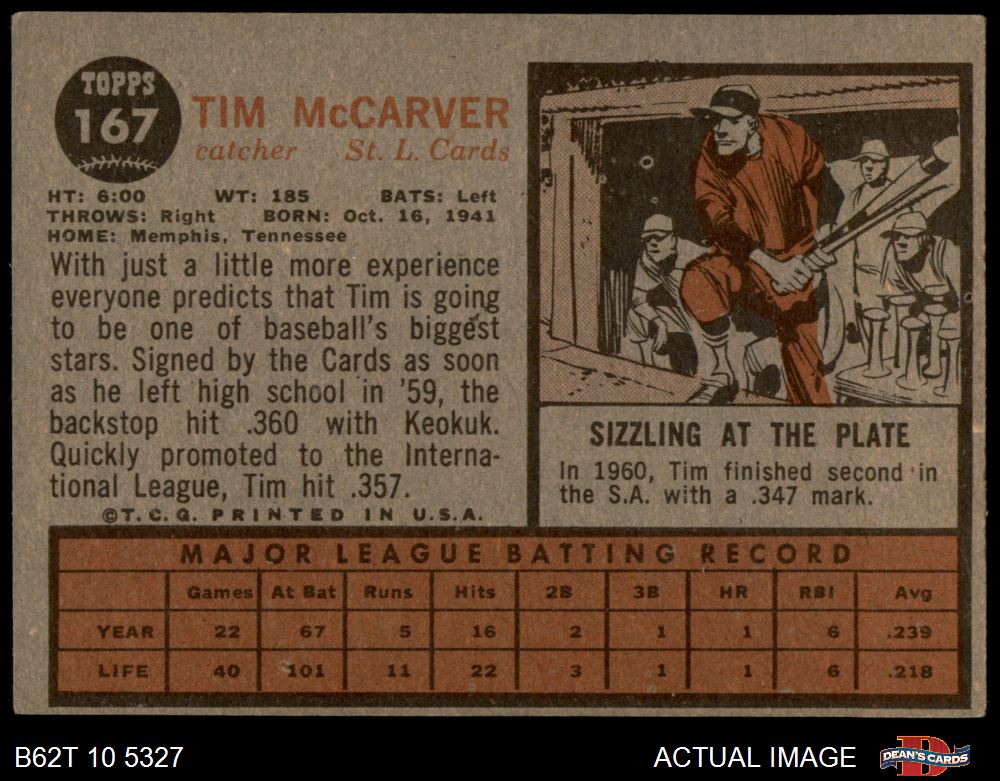 TOPPS
167
TIM McCARVER
catcher St. L. Cards
HT: 6:00 WT: 185 BATS: Left
THROWS: Right BORN: Oct. 16, 1941
HOME: Memphis, Tennessee
With just a little more experience
everyone predicts that Tim is going
to be one of baseball's biggest
stars. Signed by the Cards as soon
as he left high school in '59, the
backstop hit .360 with Keokuk.
Quickly promoted to the Interna-
tional League, Tim hit .357.
©T.C.G. PRINTED IN U.S.A.
SIZZLING AT THE PLATE
In 1960, Tim finished second in
the S.A. with a .347 mark.
MAJOR LEAGUE BATTING RECORD
Games At Bat Runs Hits 2B 3B HR RBI Avg
YEAR 22 67 5 16 2 1 1 6 .239
LIFE 40 101 11 22 3 1 1 6 .218
B62T 10 5327 ACTUAL IMAGE
D
DEAN'S CARDS